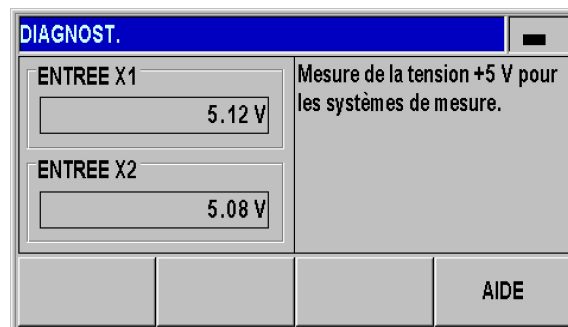 DIAGNOST.
ENTREE X1
5.12 V
ENTREE X2
5.08 V
Mesure de la tension +5 V pour
les systèmes de mesure.
AIDE